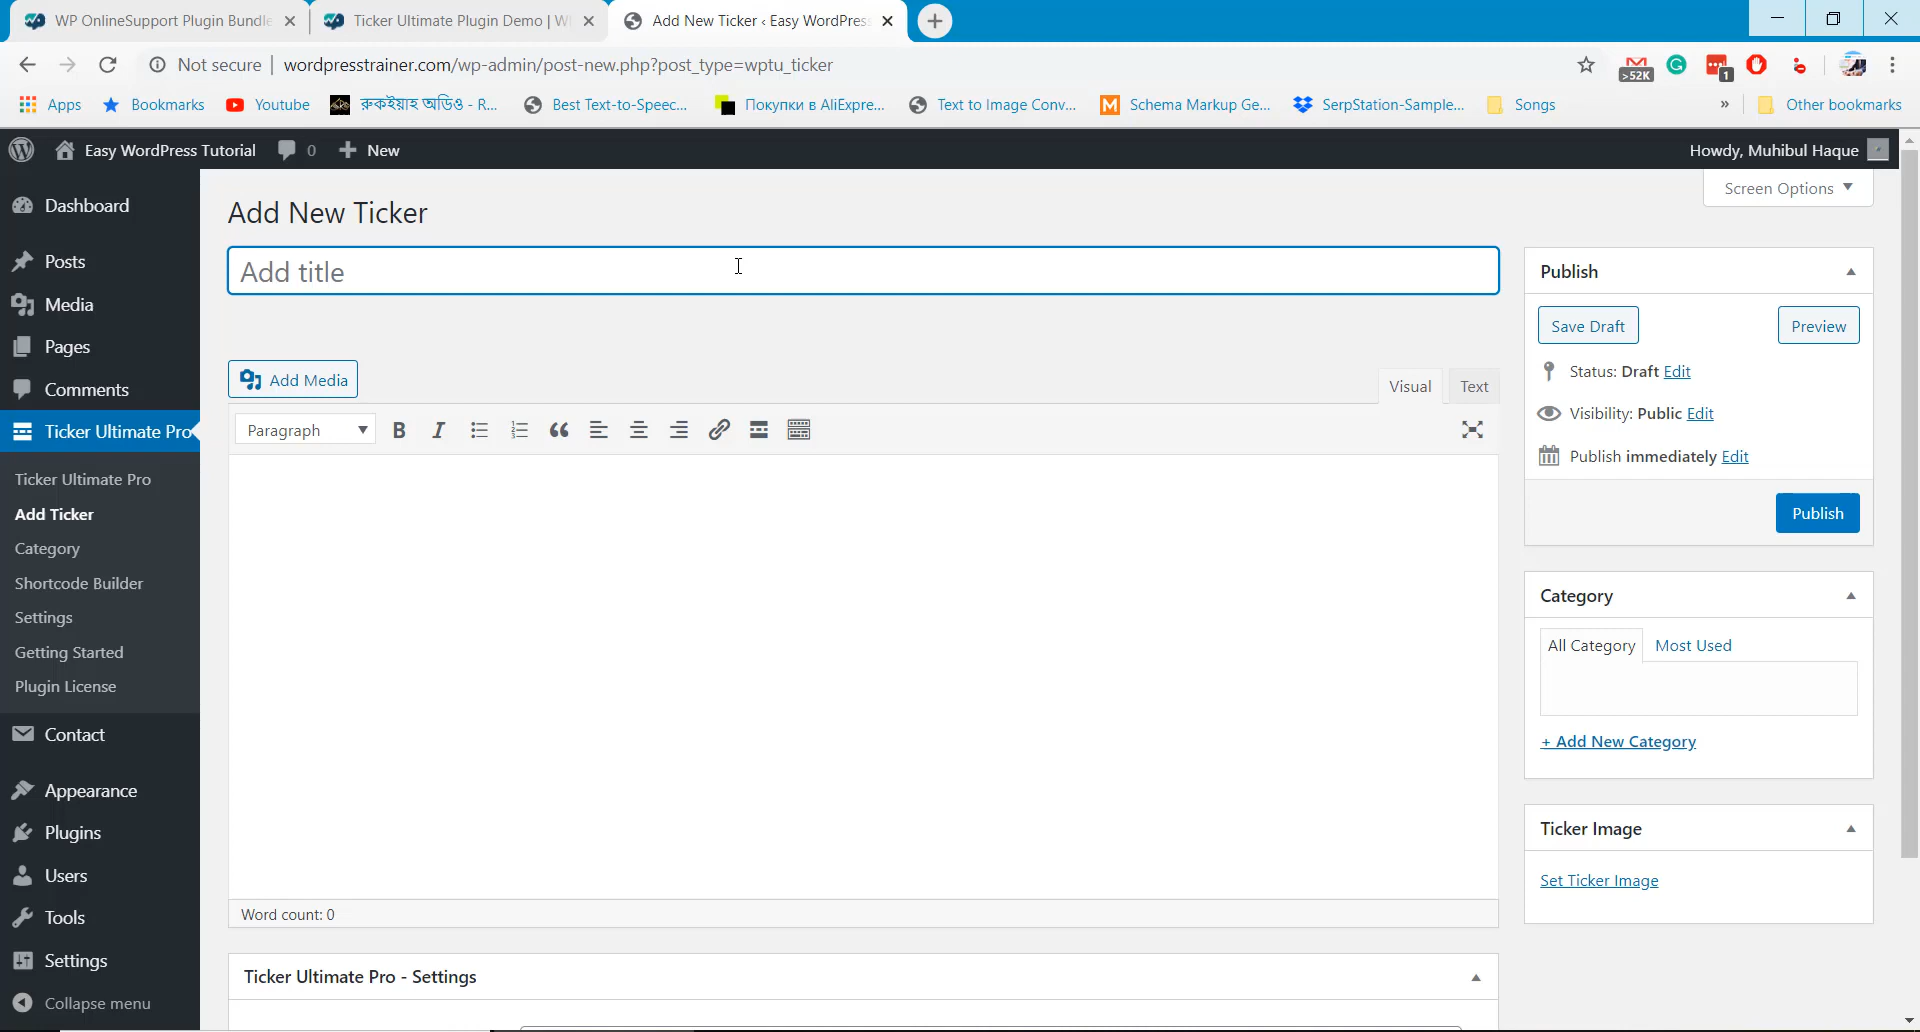 WP OnlineSupport Plugin Bundle
Ticker Ultimate Plugin Demo | W
Add New Ticker ‹ Easy WordPress
Not secure | wordpresstrainer.com/wp-admin/post-new.php?post_type=wptu_ticker
>52K
1
Apps
Bookmarks
Youtube
রুকইয়াহ অডিও - R...
Best Text-to-Speec...
Покупки в AliExpre...
Text to Image Conv...
Schema Markup Ge...
SerpStation-Sample...
Songs
»
Other bookmarks
Easy WordPress Tutorial
0
New
Howdy, Muhibul Haque
Dashboard
Posts
Media
Pages
Comments
Ticker Ultimate Pro
Ticker Ultimate Pro
Add Ticker
Category
Shortcode Builder
Settings
Getting Started
Plugin License
Contact
Appearance
Plugins
Users
Tools
Settings
Collapse menu
Screen Options
Add New Ticker
Add title
Add Media
Visual
Text
Paragraph
Word count: 0
Ticker Ultimate Pro - Settings
Publish
Save Draft
Preview
Status: Draft Edit
Visibility: Public Edit
Publish immediately Edit
Publish
Category
All Category
Most Used
+ Add New Category
Ticker Image
Set Ticker Image